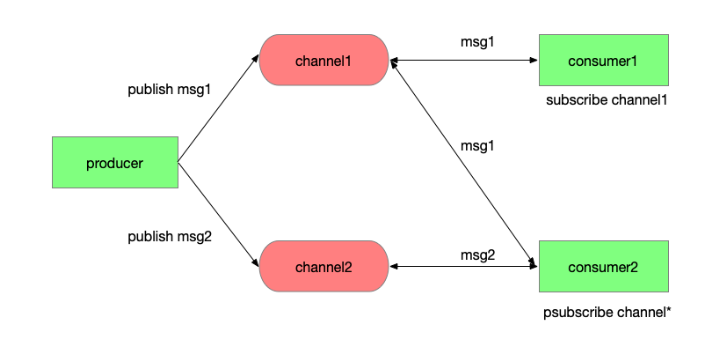 msg1
channel1
consumer1
publish msg1
subscribe channel1
msg1
producer
publish msg2
msg2
channel2
consumer2
psubscribe channel*